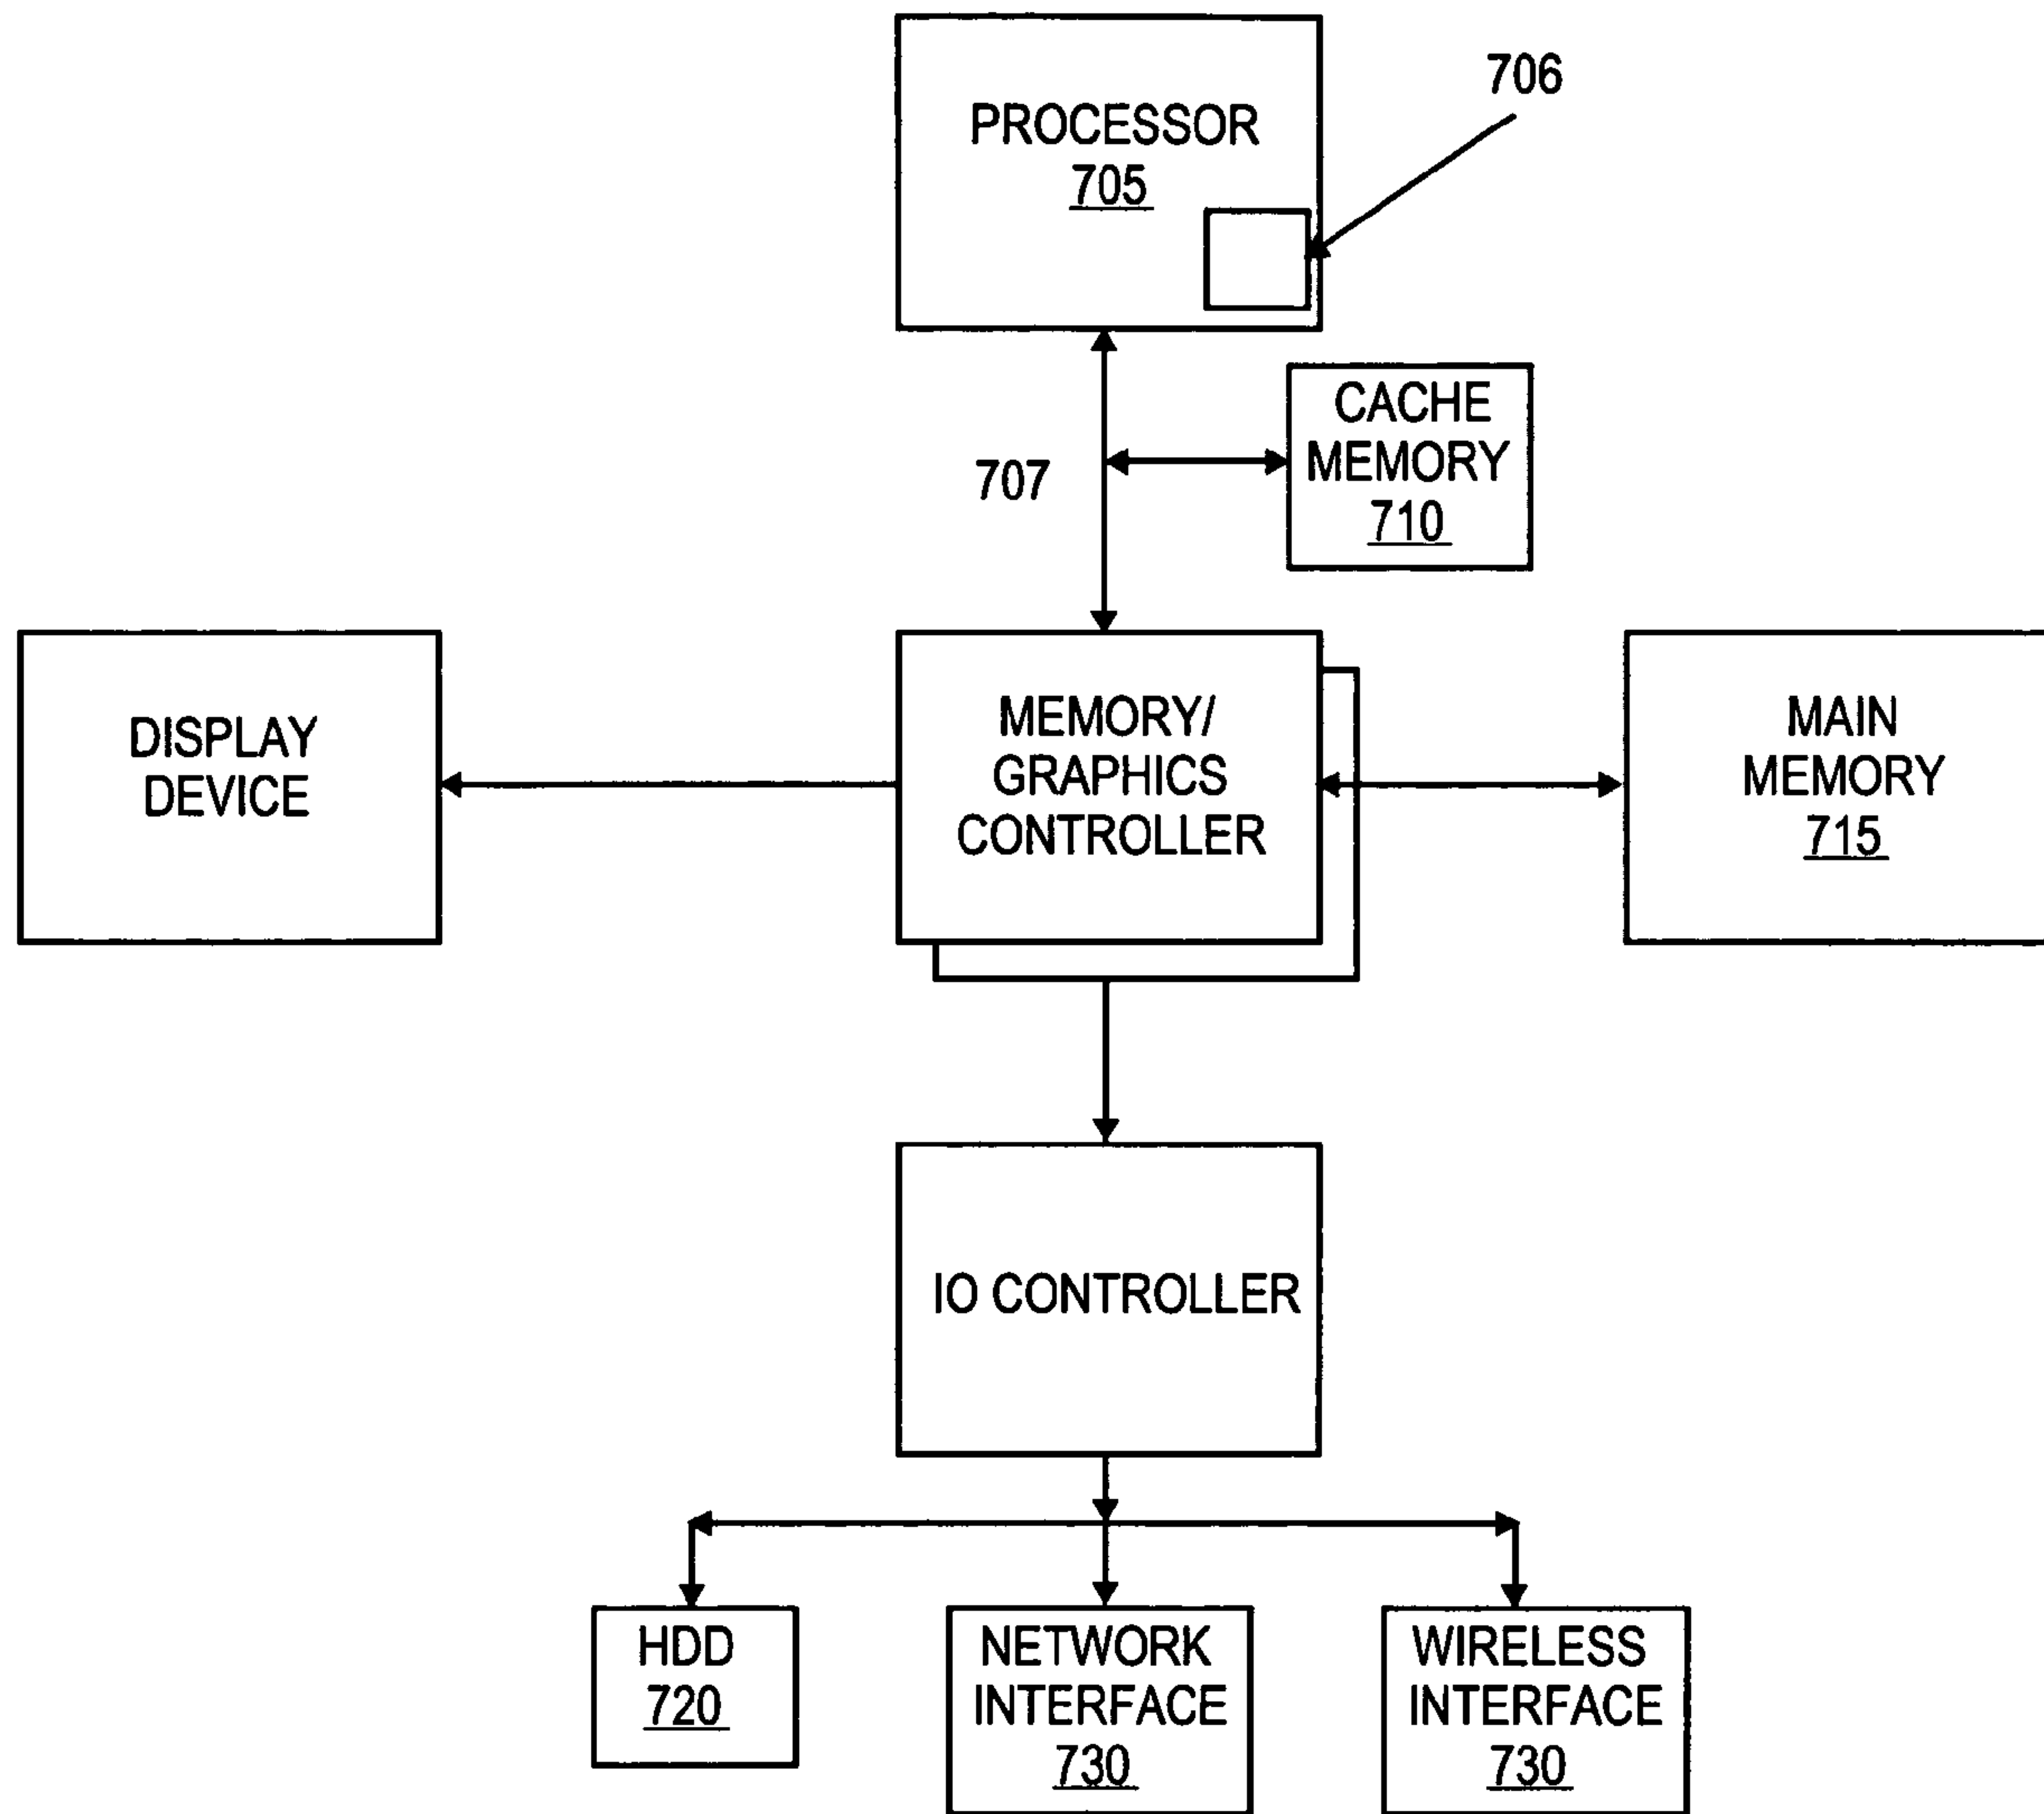 PROCESSOR
705
706
CACHE
MEMORY
710
707
DISPLAY
DEVICE
MEMORY/
GRAPHICS
CONTROLLER
MAIN
MEMORY
715
IO CONTROLLER
HDD
720
NETWORK
INTERFACE
730
WIRELESS
INTERFACE
730